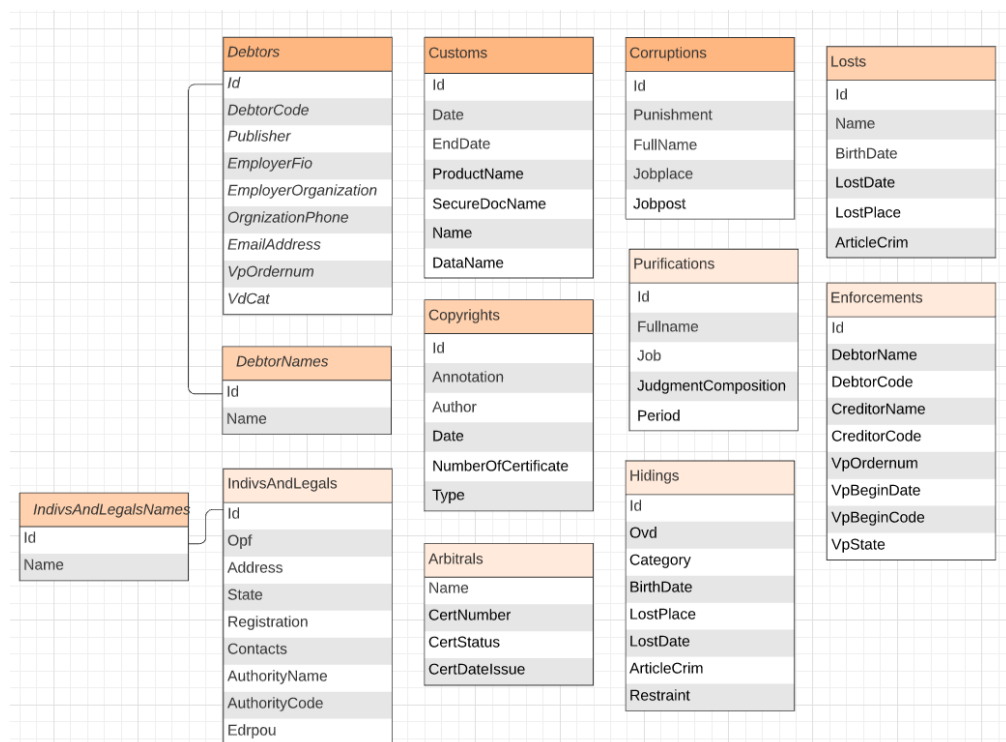 Debtors
Id
DebtorCode
Publisher
EmployerFio
EmployerOrganization
OrgnizationPhone
EmailAddress
VpOrdernum
VdCat
DebtorNames
Id
Name
IndivsAndLegalsNames
Id
Name
IndivsAndLegals
Id
Opf
Address
State
Registration
Contacts
AuthorityName
AuthorityCode
Edrpou
Customs
Id
Date
EndDate
ProductName
SecureDocName
Name
DataName
Copyrights
Id
Annotation
Author
Date
NumberOfCertificate
Type
Arbitrals
Name
CertNumber
CertStatus
CertDateIssue
Corruptions
Id
Punishment
FullName
Jobplace
Jobpost
Purifications
Id
Fullname
Job
JudgmentComposition
Period
Hidings
Id
Ovd
Category
BirthDate
LostPlace
LostDate
ArticleCrim
Restraint
Losts
Id
Name
BirthDate
LostDate
LostPlace
ArticleCrim
Enforcements
Id
DebtorName
DebtorCode
CreditorName
CreditorCode
VpOrdernum
VpBeginDate
VpBeginCode
VpState